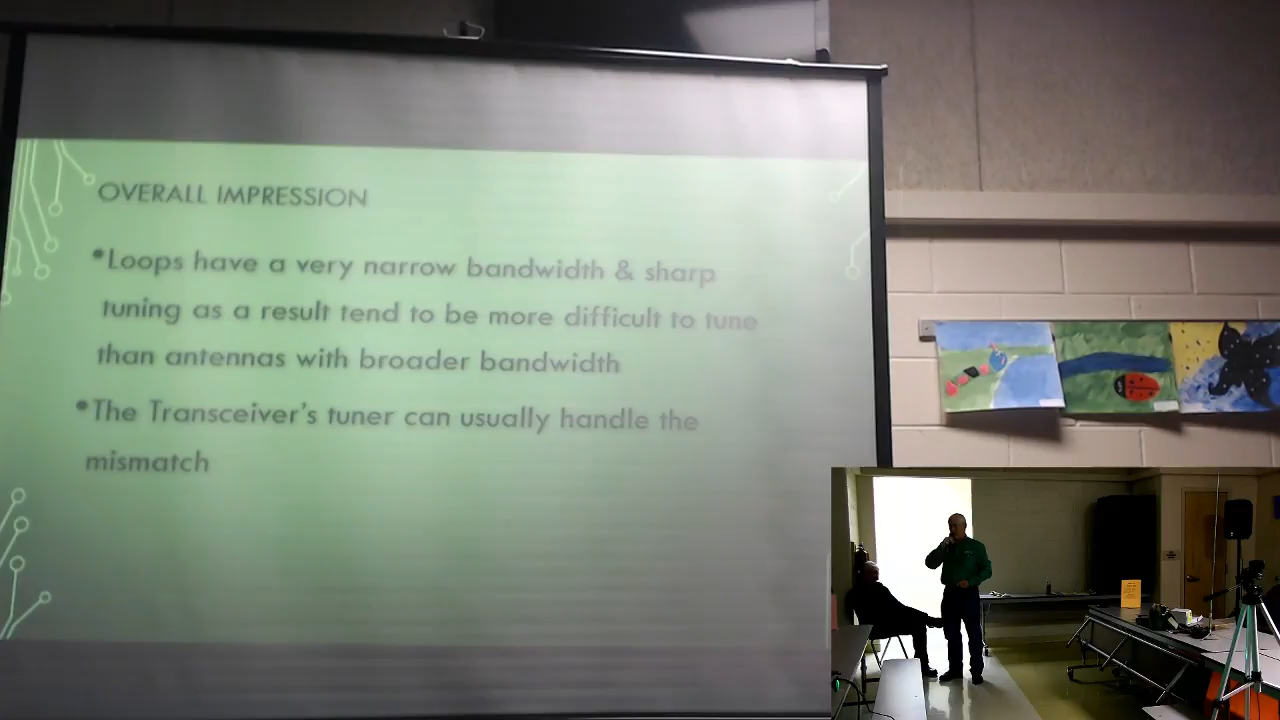 OVERALL IMPRESSION
•Loops have a very narrow bandwidth & sharp
tuning as a result tend to be more difficult to tune
than antennas with broader bandwidth
•The Transceiver's tuner can usually handle the
mismatch